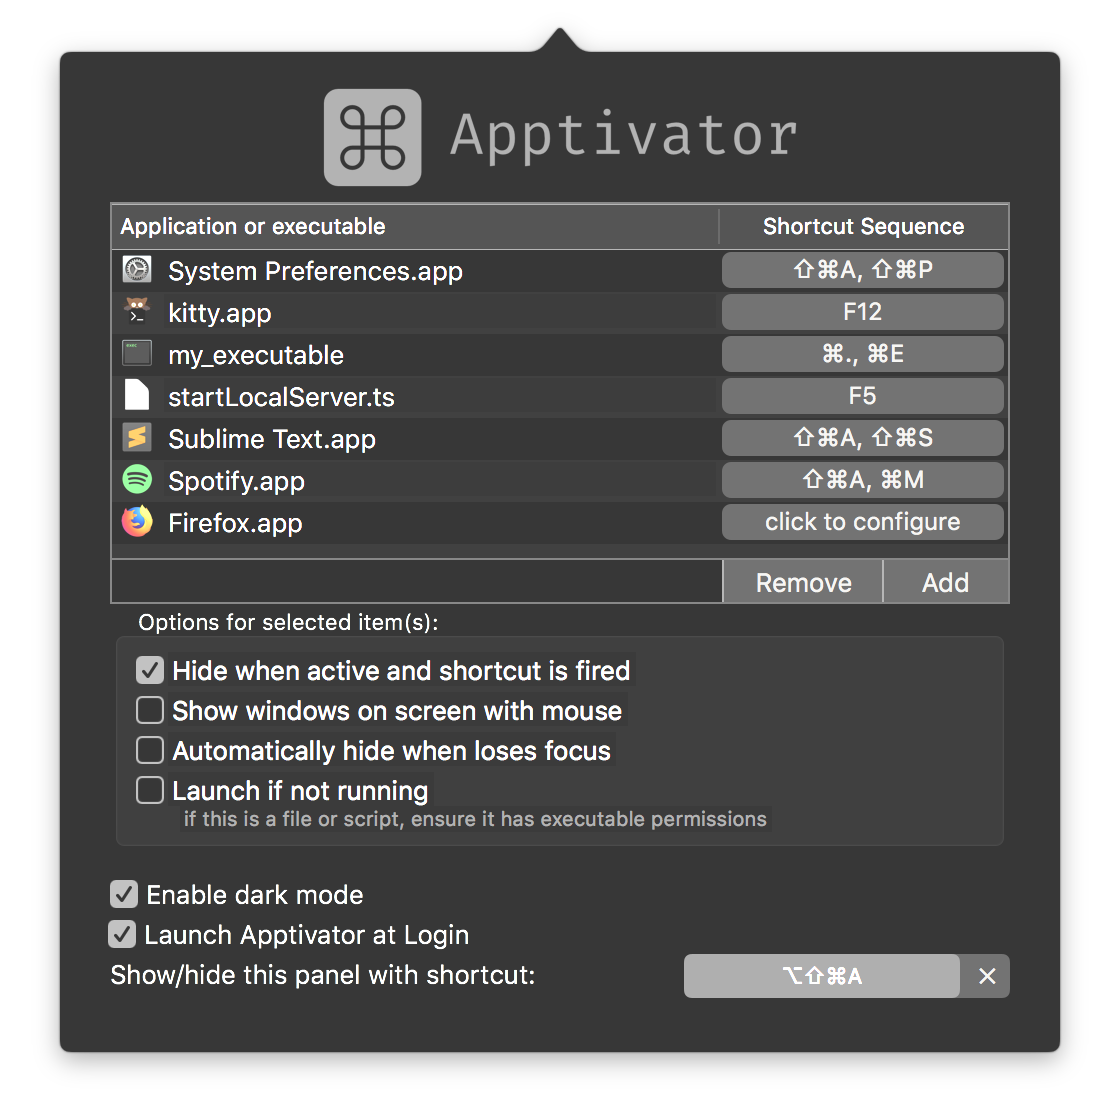 ⌘ Apptivator
Application or executable Shortcut Sequence
System Preferences.app ⇧⌘A, ⇧⌘P
kitty.app F12
my_executable ⌘., ⌘E
startLocalServer.ts F5
Sublime Text.app ⇧⌘A, ⇧⌘S
Spotify.app ⇧⌘A, ⌘M
Firefox.app click to configure
Remove Add
Options for selected item(s):
Hide when active and shortcut is fired
Show windows on screen with mouse
Automatically hide when loses focus
Launch if not running
if this is a file or script, ensure it has executable permissions
Enable dark mode
Launch Apptivator at Login
Show/hide this panel with shortcut: ⌥⇧⌘A ×